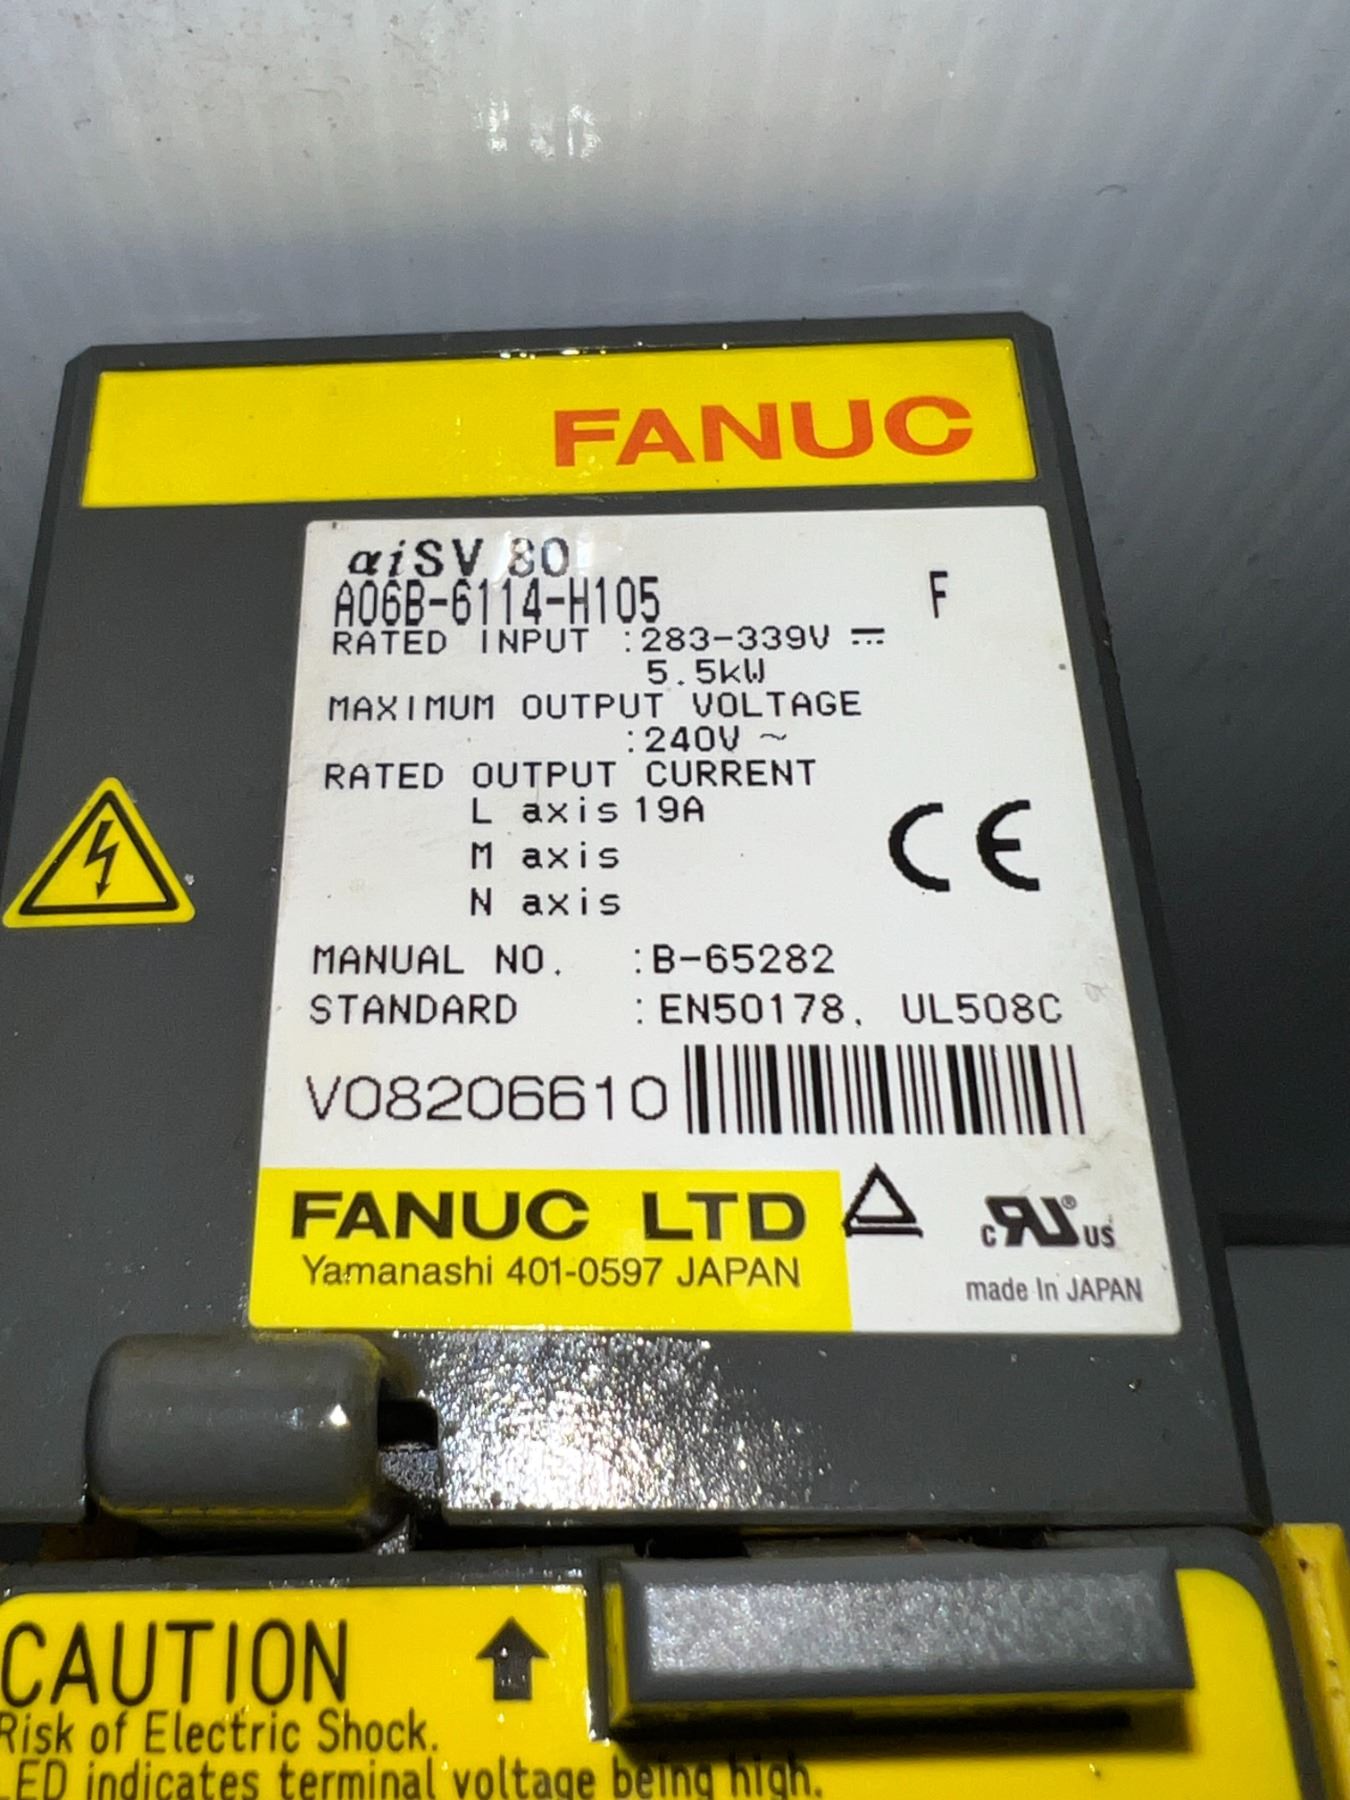 FANUC
αiSV 80
A06B-6114-H105 F
RATED INPUT :283-339V ⎓
5.5kW
MAXIMUM OUTPUT VOLTAGE
:240V ~
RATED OUTPUT CURRENT
L axis 19A
M axis
N axis
CE
MANUAL NO. :B-65282
STANDARD :EN50178, UL508C
V08206610
FANUC LTD
Yamanashi 401-0597 JAPAN
c RU® US
made In JAPAN
CAUTION
Risk of Electric Shock.
LED indicates terminal voltage being high.